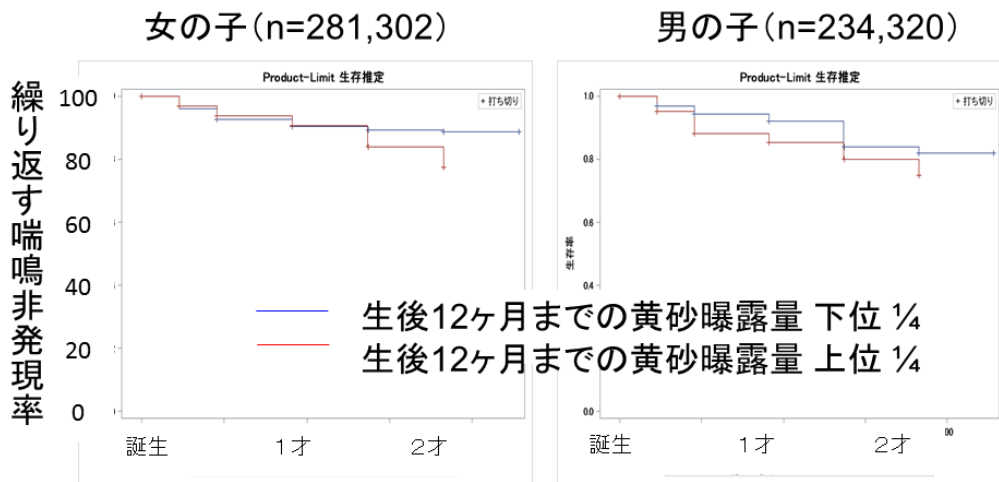 女の子(n=281,302)
男の子(n=234,320)
繰り返す喘鳴非発現率
Product-Limit 生存推定
+ 打ち切り
100
80
60
40
20
0
誕生
1才
2才
Product-Limit 生存推定
+ 打ち切り
生存率
1.0
0.8
0.6
0.4
0.0
誕生
1才
2才
00
生後12ヶ月までの黄砂曝露量 下位 ¼
生後12ヶ月までの黄砂曝露量 上位 ¼